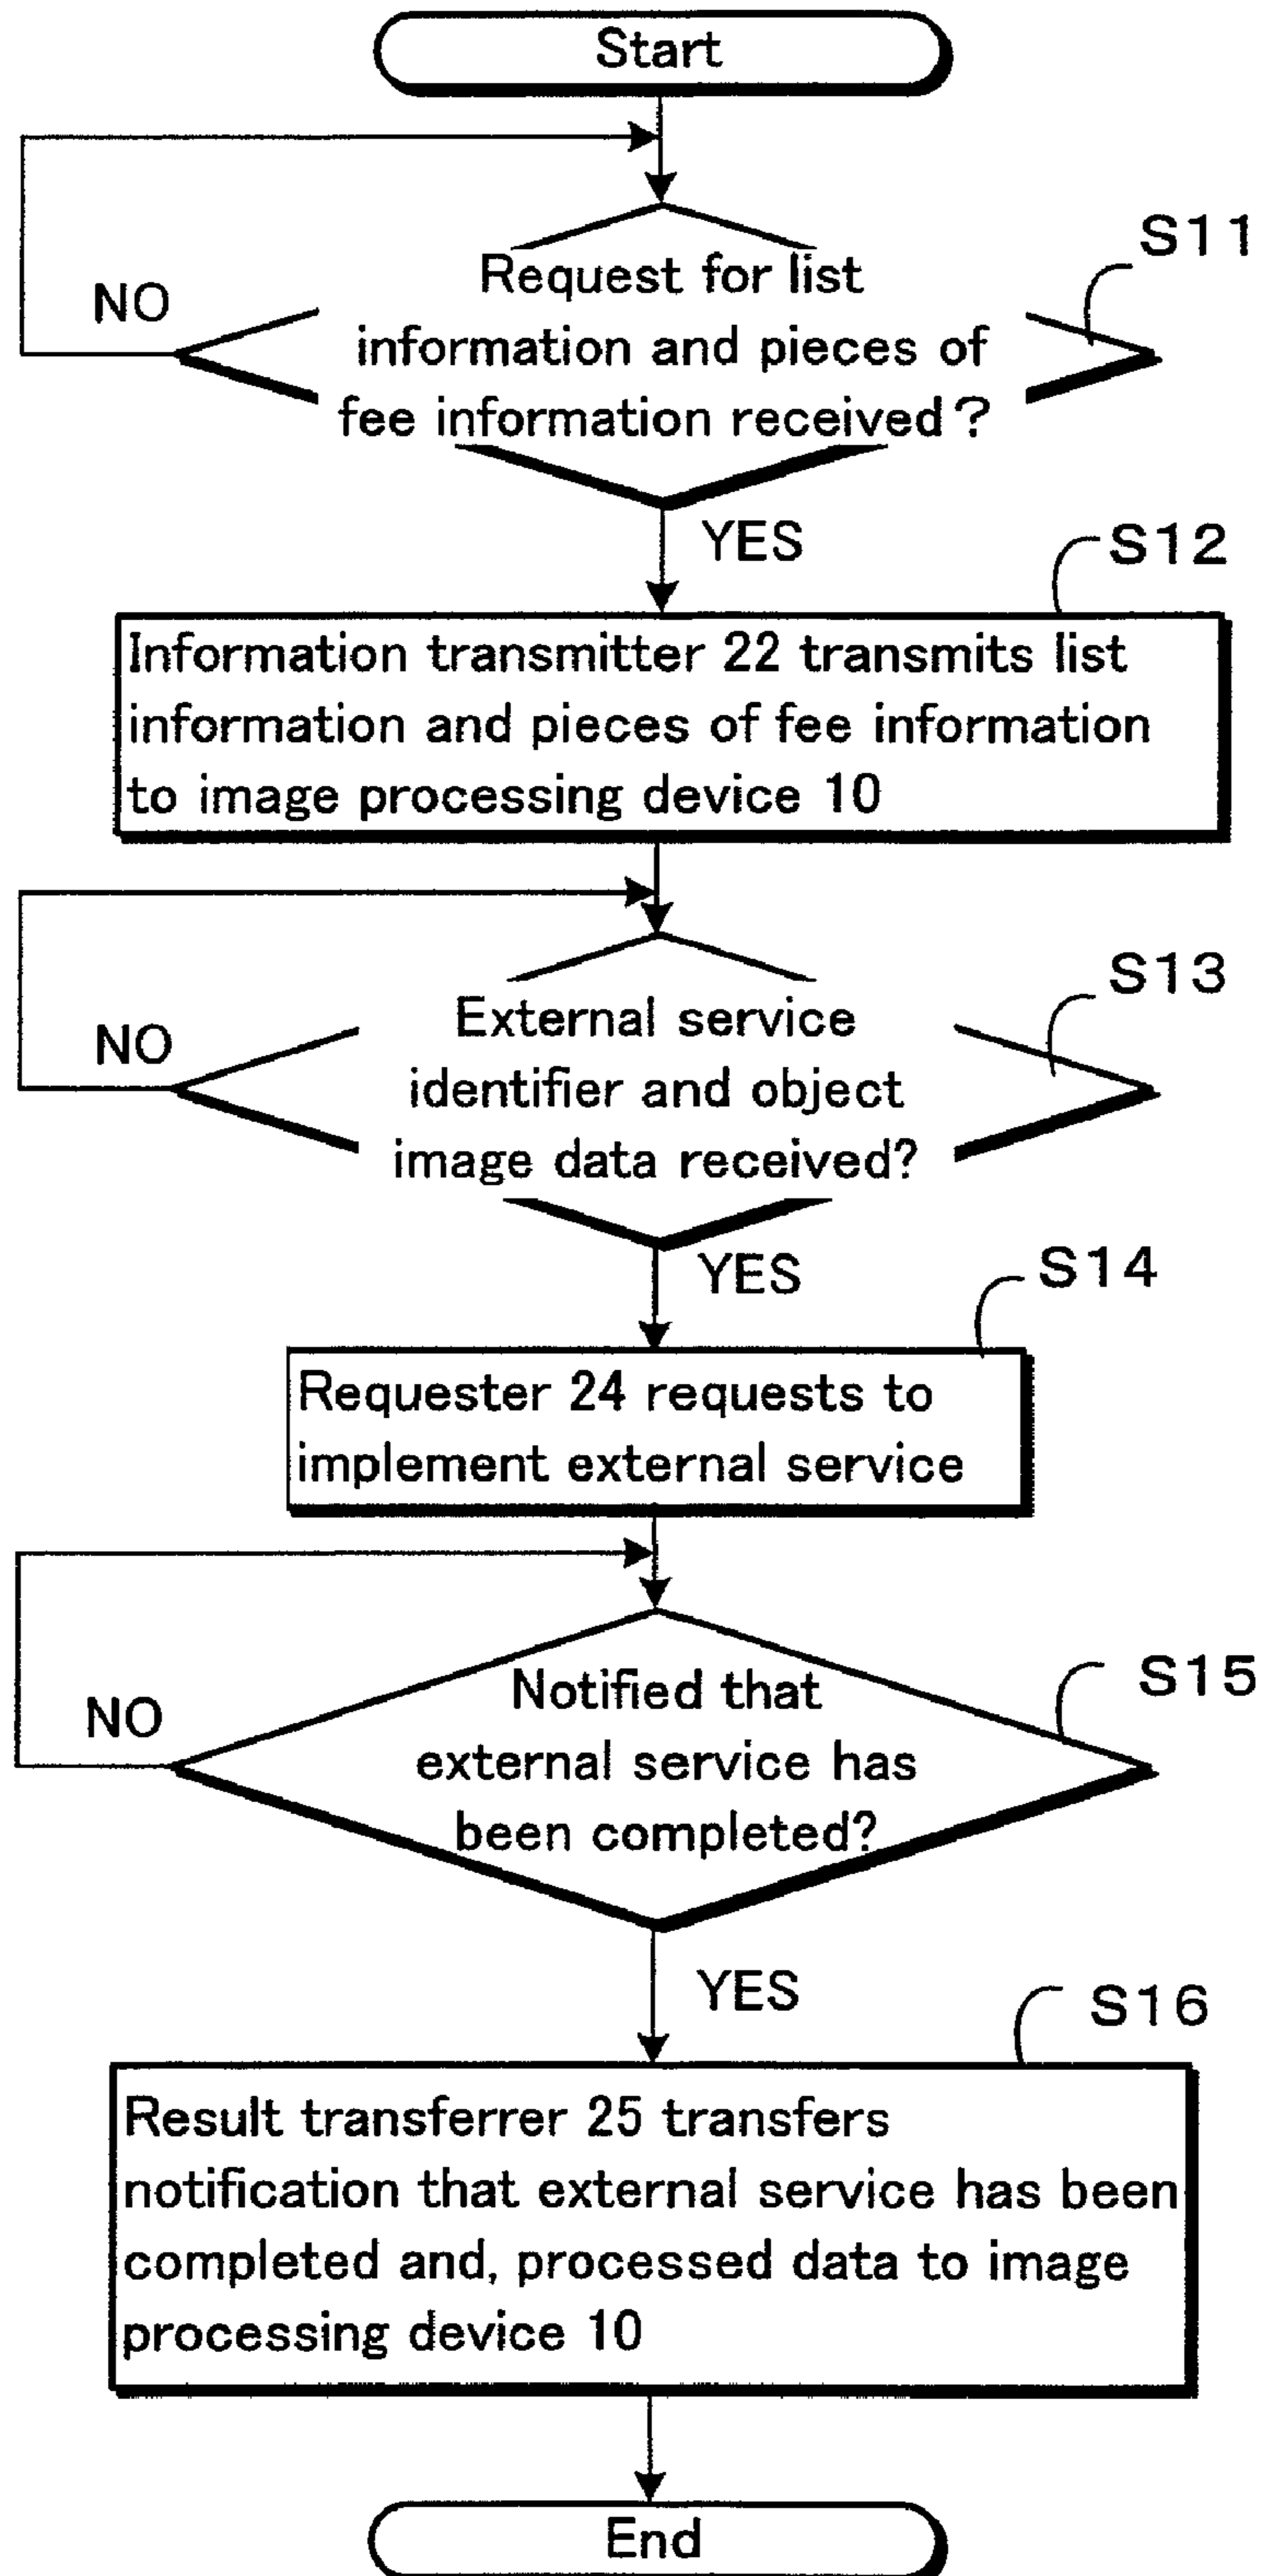 Start
S11
NO
Request for list
information and pieces of
fee information received?
YES
S12
Information transmitter 22 transmits list
information and pieces of fee information
to image processing device 10
S13
NO
External service
identifier and object
image data received?
YES
S14
Requester 24 requests to
implement external service
S15
NO
Notified that
external service has
been completed?
YES
S16
Result transferrer 25 transfers
notification that external service has been
completed and, processed data to image
processing device 10
End